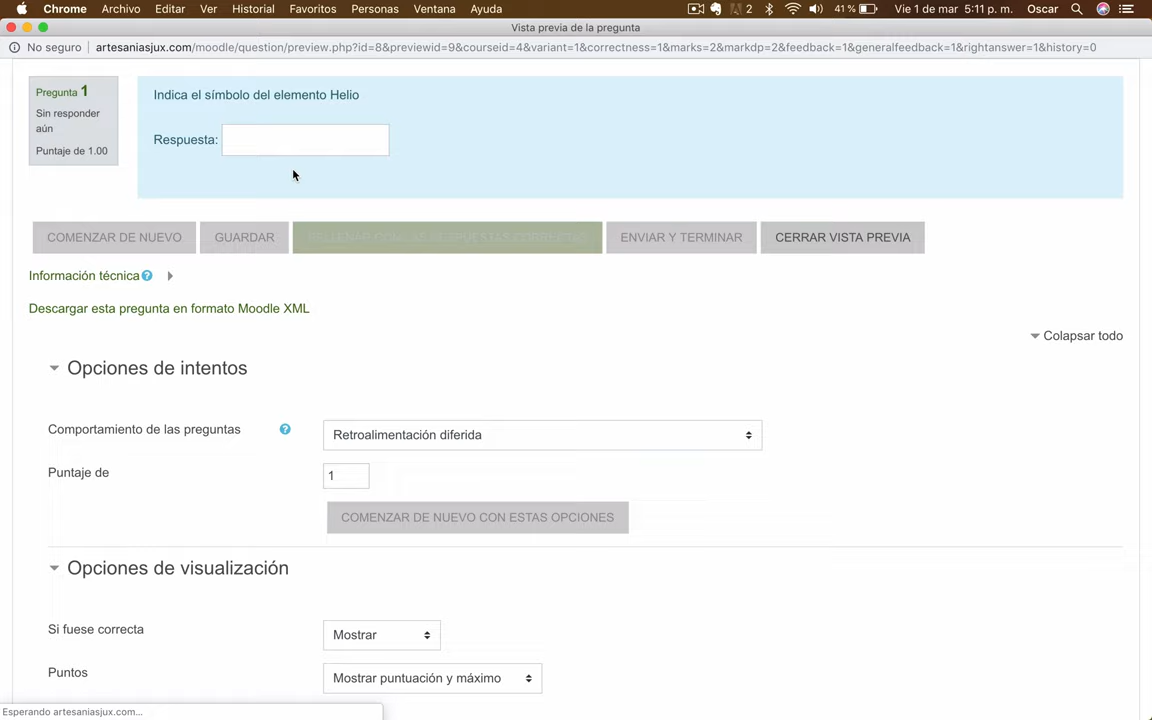 Chrome Archivo Editar Ver Historial Favoritos Personas Ventana Ayuda 2 41 % Vie 1 de mar 5:11 p. m. Oscar
Vista previa de la pregunta
No seguro artesaniasjux.com/moodle/question/preview.php?id=8&previewid=9&courseid=4&variant=1&correctness=1&marks=2&markdp=2&feedback=1&generalfeedback=1&rightanswer=1&history=0
Pregunta 1
Sin responder
aún
Puntaje de 1.00
Indica el símbolo del elemento Helio
Respuesta:
COMENZAR DE NUEVO GUARDAR RELLENAR CON LAS RESPUESTAS CORRECTAS ENVIAR Y TERMINAR CERRAR VISTA PREVIA
Información técnica
Descargar esta pregunta en formato Moodle XML
Colapsar todo
Opciones de intentos
Comportamiento de las preguntas ? Retroalimentación diferida
Puntaje de 1
COMENZAR DE NUEVO CON ESTAS OPCIONES
Opciones de visualización
Si fuese correcta Mostrar
Puntos Mostrar puntuación y máximo
Esperando artesaniasjux.com...